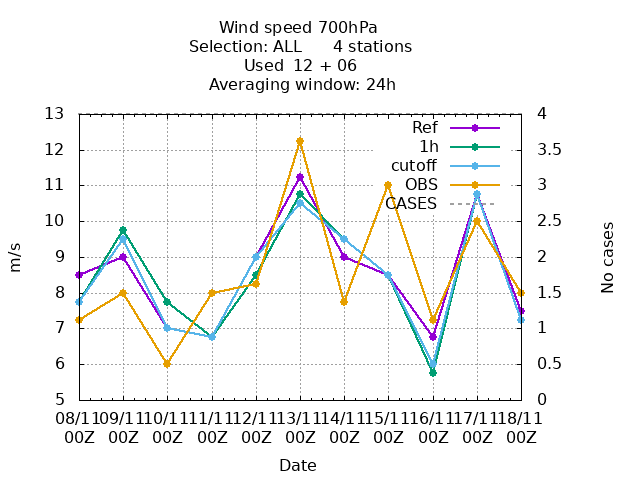 Wind speed 700hPa
Selection: ALL 4 stations
Used 12 + 06
Averaging window: 24h
Ref
1h
cutoff
OBS
CASES
m/s
13
12
11
10
9
8
7
6
5
4
3.5
3
2.5
2
1.5
1
0.5
0
No cases
08/11 09/11 10/11 11/11 12/11 13/11 14/11 15/11 16/11 17/11 18/11
00Z 00Z 00Z 00Z 00Z 00Z 00Z 00Z 00Z 00Z 00Z
Date